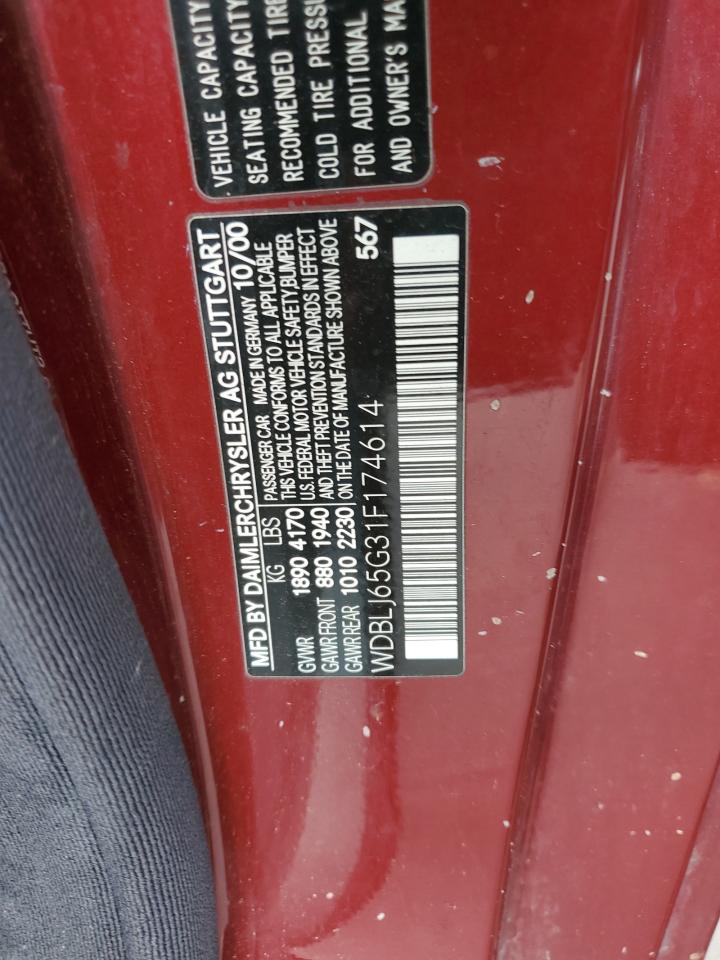 VEHICLE CAPACITY
SEATING CAPACITY
RECOMMENDED TIRE
COLD TIRE PRESSU
FOR ADDITIONAL
AND OWNER'S MA
MFD BY DAIMLERCHRYSLER AG STUTTGART
KG LBS PASSENGER CAR MADE IN GERMANY 10/00
THIS VEHICLE CONFORMS TO ALL APPLICABLE
GVWR 1890 4170 U.S. FEDERAL MOTOR VEHICLE SAFETY,BUMPER
GAWR FRONT 880 1940 AND THEFT PREVENTION STANDARDS IN EFFECT
GAWR REAR 1010 2230 ON THE DATE OF MANUFACTURE SHOWN ABOVE
WDBLJ65G31F174614 567